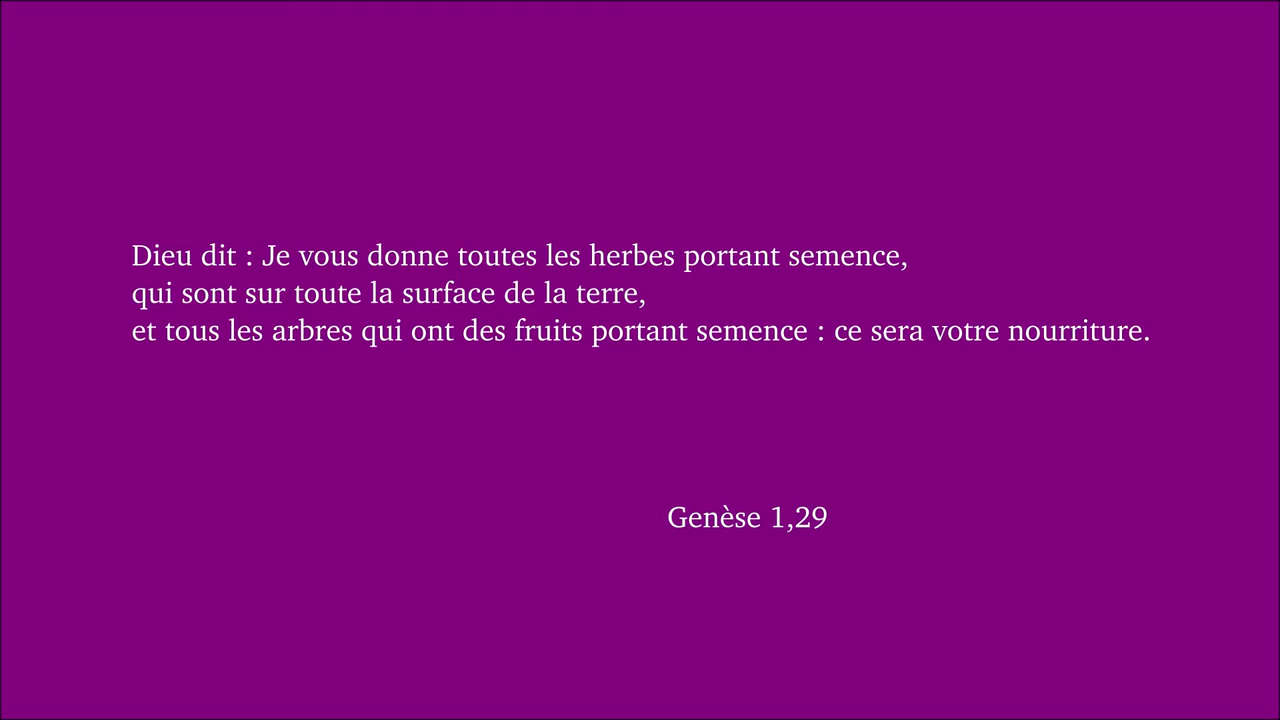 Dieu dit : Je vous donne toutes les herbes portant semence,
qui sont sur toute la surface de la terre,
et tous les arbres qui ont des fruits portant semence : ce sera votre nourriture.
Genèse 1,29